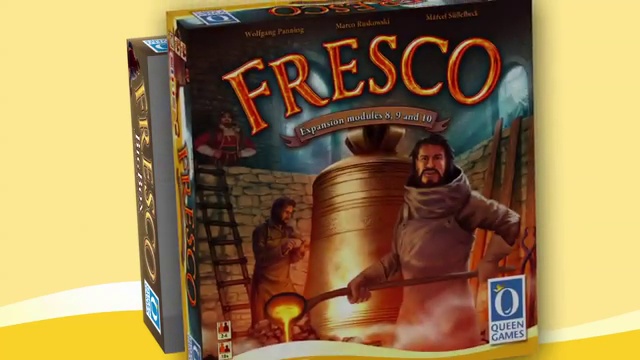 Wolfgang Panning
Marco Ruskowski
Marcel Süßelbeck
FRESCO
Expansion modules 8, 9 and 10
QUEEN
GAMES
FRESCO
FRESCO